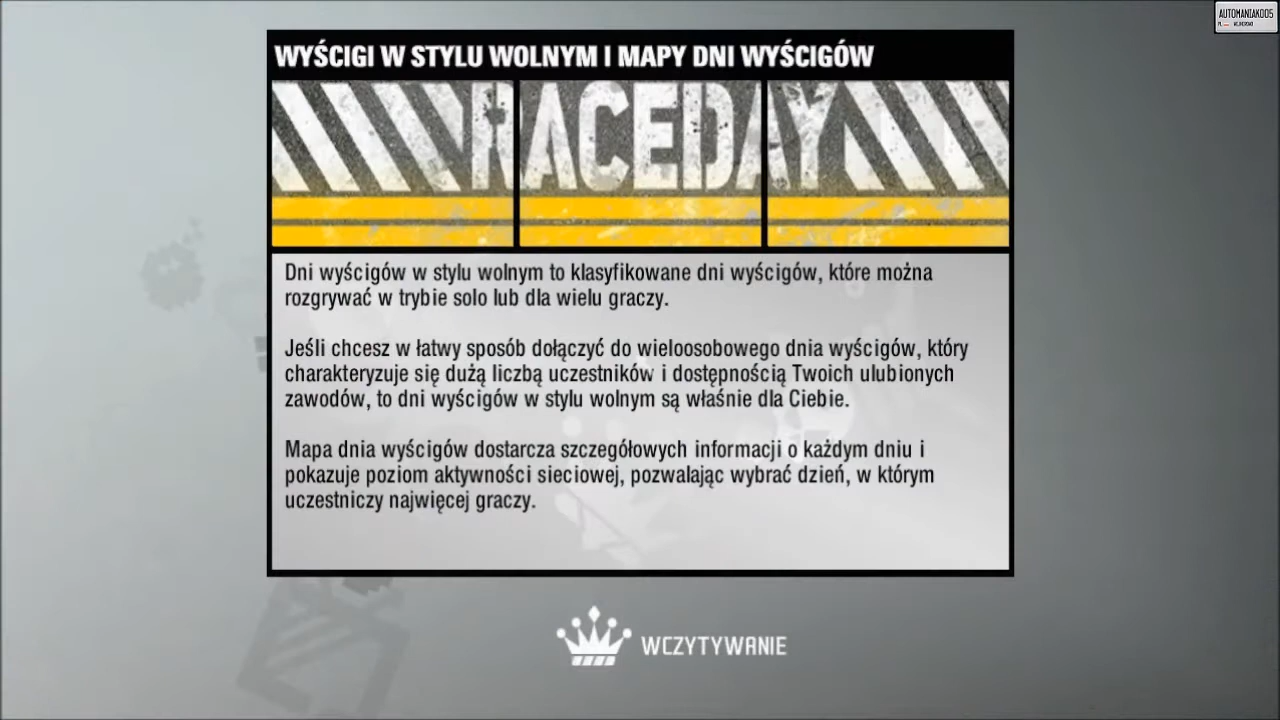 AUTOMANIAK005
WYŚCIGI W STYLU WOLNYM I MAPY DNI WYŚCIGÓW
RACEDAY
Dni wyścigów w stylu wolnym to klasyfikowane dni wyścigów, które można
rozgrywać w trybie solo lub dla wielu graczy.
Jeśli chcesz w łatwy sposób dołączyć do wieloosobowego dnia wyścigów, który
charakteryzuje się dużą liczbą uczestników i dostępnością Twoich ulubionych
zawodów, to dni wyścigów w stylu wolnym są właśnie dla Ciebie.
Mapa dnia wyścigów dostarcza szczegółowych informacji o każdym dniu i
pokazuje poziom aktywności sieciowej, pozwalając wybrać dzień, w którym
uczestniczy najwięcej graczy.
WCZYTYWANIE